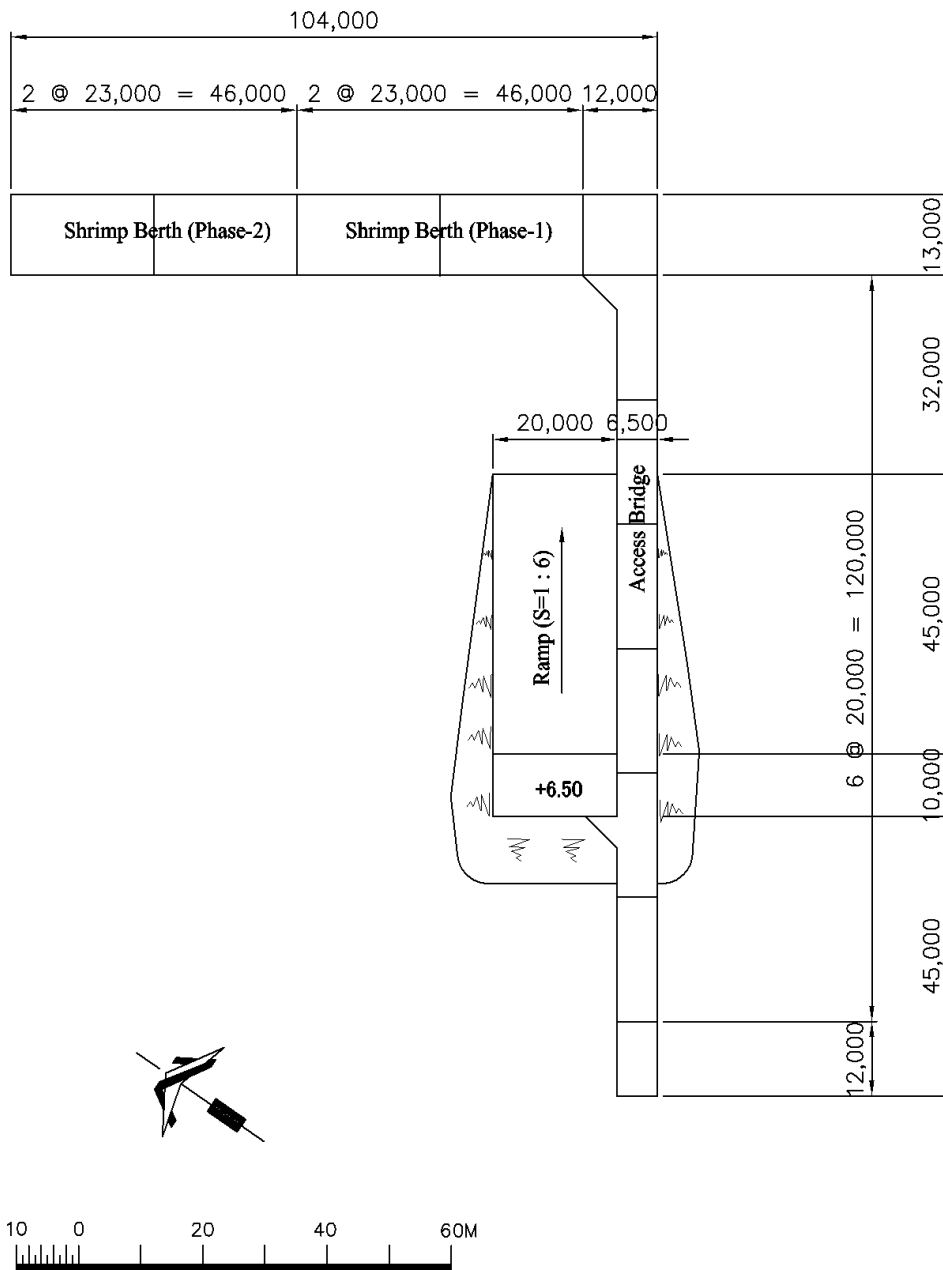 104,000
2 @ 23,000 = 46,000 2 @ 23,000 = 46,000 12,000
Shrimp Berth (Phase-2) Shrimp Berth (Phase-1)
13,000
32,000
20,000 6,500
Access Bridge
Ramp (S=1 : 6)
45,000
6 @ 20,000 = 120,000
+6.50
10,000
45,000
12,000
10 0 20 40 60M